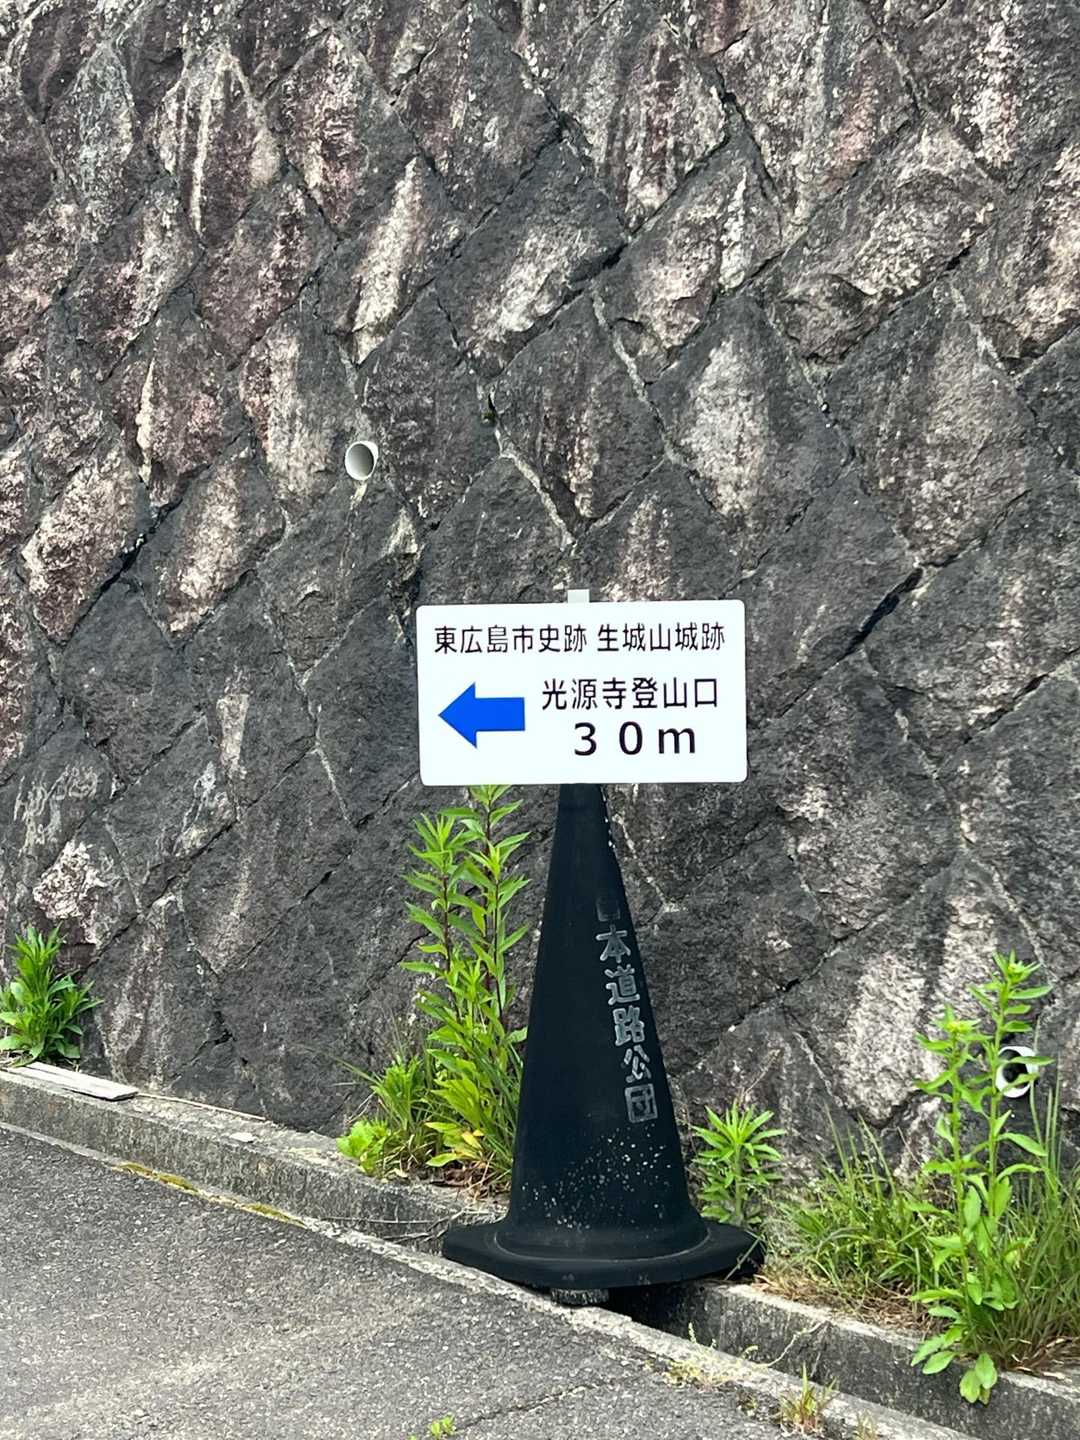 東広島市史跡 生城山城跡
光源寺登山口
30m
日本道路公団